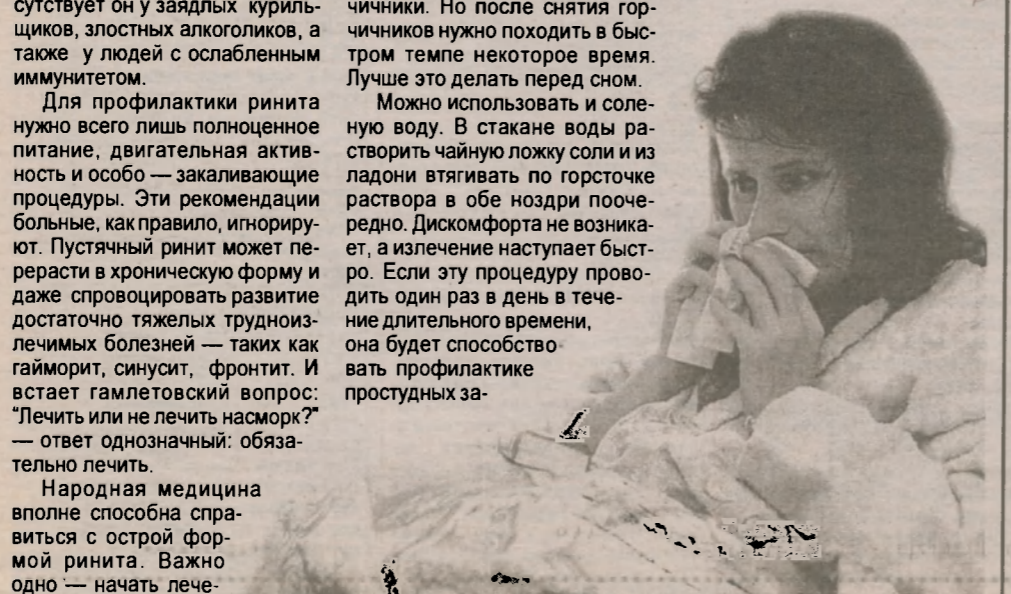 сутствует он у заядлых куриль-
щиков, злостных алкоголиков, а
также у людей с ослабленным
иммунитетом.
Для профилактики ринита
нужно всего лишь полноценное
питание, двигательная актив-
ность и особо — закаливающие
процедуры. Эти рекомендации
больные, как правило, игнориру-
ют. Пустячный ринит может пе-
рерасти в хроническую форму и
даже спровоцировать развитие
достаточно тяжелых трудноиз-
лечимых болезней — таких как
гайморит, синусит, фронтит. И
встает гамлетовский вопрос:
"Лечить или не лечить насморк?"
— ответ однозначный: обяза-
тельно лечить.
Народная медицина
вполне способна спра-
виться с острой фор-
мой ринита. Важно
одно — начать лече-
чичники. Но после снятия гор-
чичников нужно походить в быс-
тром темпе некоторое время.
Лучше это делать перед сном.
Можно использовать и соле-
ную воду. В стакане воды ра-
створить чайную ложку соли и из
ладони втягивать по горсточке
раствора в обе ноздри пооче-
редно. Дискомфорта не возника-
ет, а излечение наступает быст-
ро. Если эту процедуру прово-
дить один раз в день в тече-
ние длительного времени,
она будет способство
вать профилактике
простудных за-